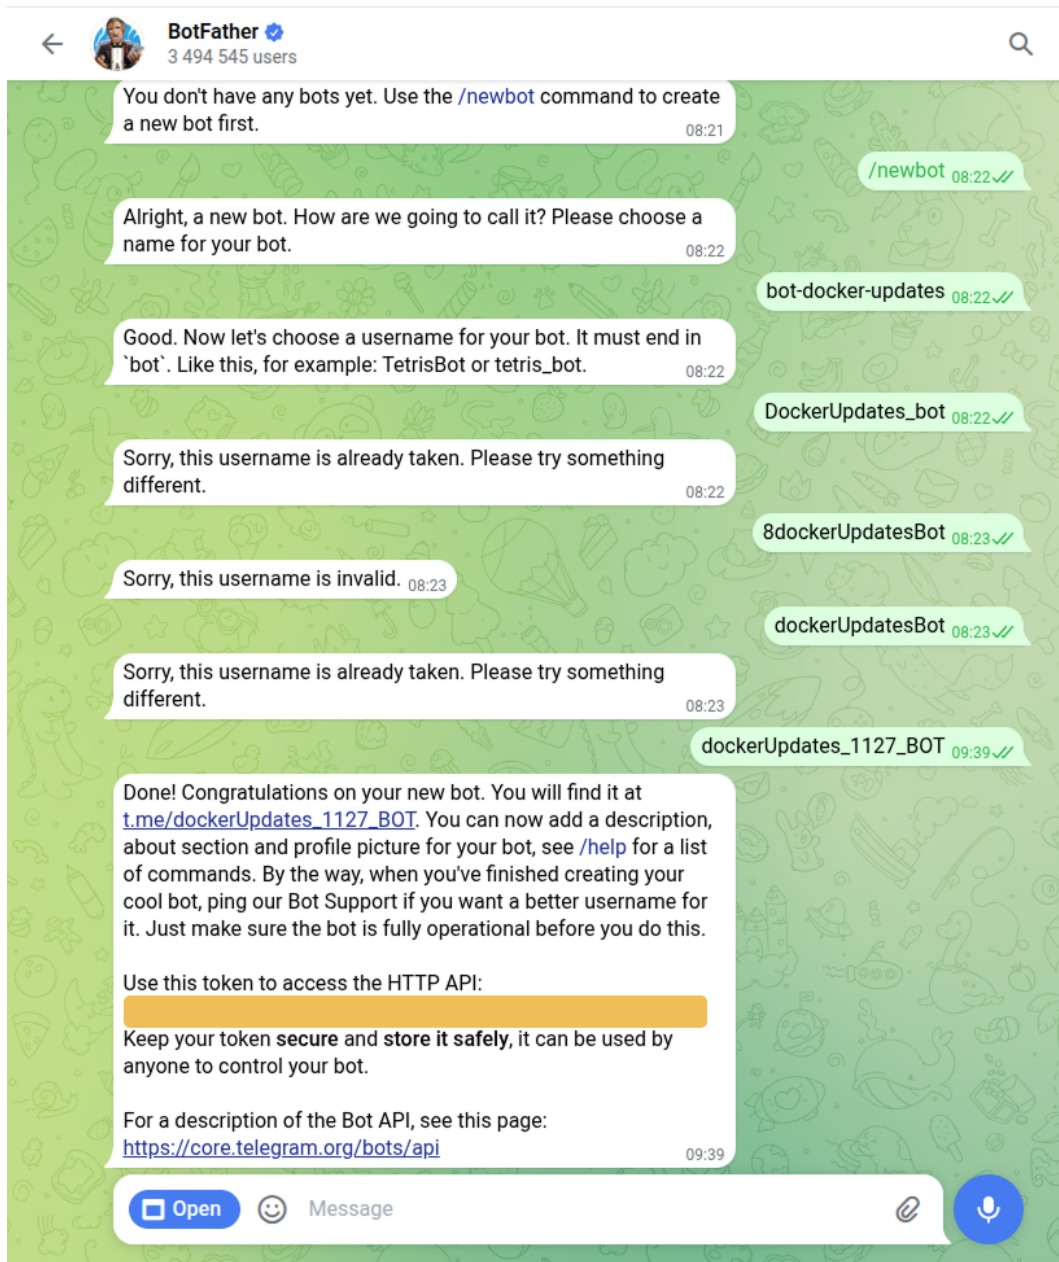 BotFather
3 494 545 users
You don't have any bots yet. Use the /newbot command to create
a new bot first.
08:21
/newbot 08:22
Alright, a new bot. How are we going to call it? Please choose a
name for your bot.
08:22
bot-docker-updates 08:22
Good. Now let's choose a username for your bot. It must end in
`bot`. Like this, for example: TetrisBot or tetris_bot.
08:22
DockerUpdates_bot 08:22
Sorry, this username is already taken. Please try something
different.
08:22
8dockerUpdatesBot 08:23
Sorry, this username is invalid. 08:23
dockerUpdatesBot 08:23
Sorry, this username is already taken. Please try something
different.
08:23
dockerUpdates_1127_BOT 09:39
Done! Congratulations on your new bot. You will find it at
t.me/dockerUpdates_1127_BOT. You can now add a description,
about section and profile picture for your bot, see /help for a list
of commands. By the way, when you've finished creating your
cool bot, ping our Bot Support if you want a better username for
it. Just make sure the bot is fully operational before you do this.
Use this token to access the HTTP API:
Keep your token secure and store it safely, it can be used by
anyone to control your bot.
For a description of the Bot API, see this page:
https://core.telegram.org/bots/api
09:39
Open
Message